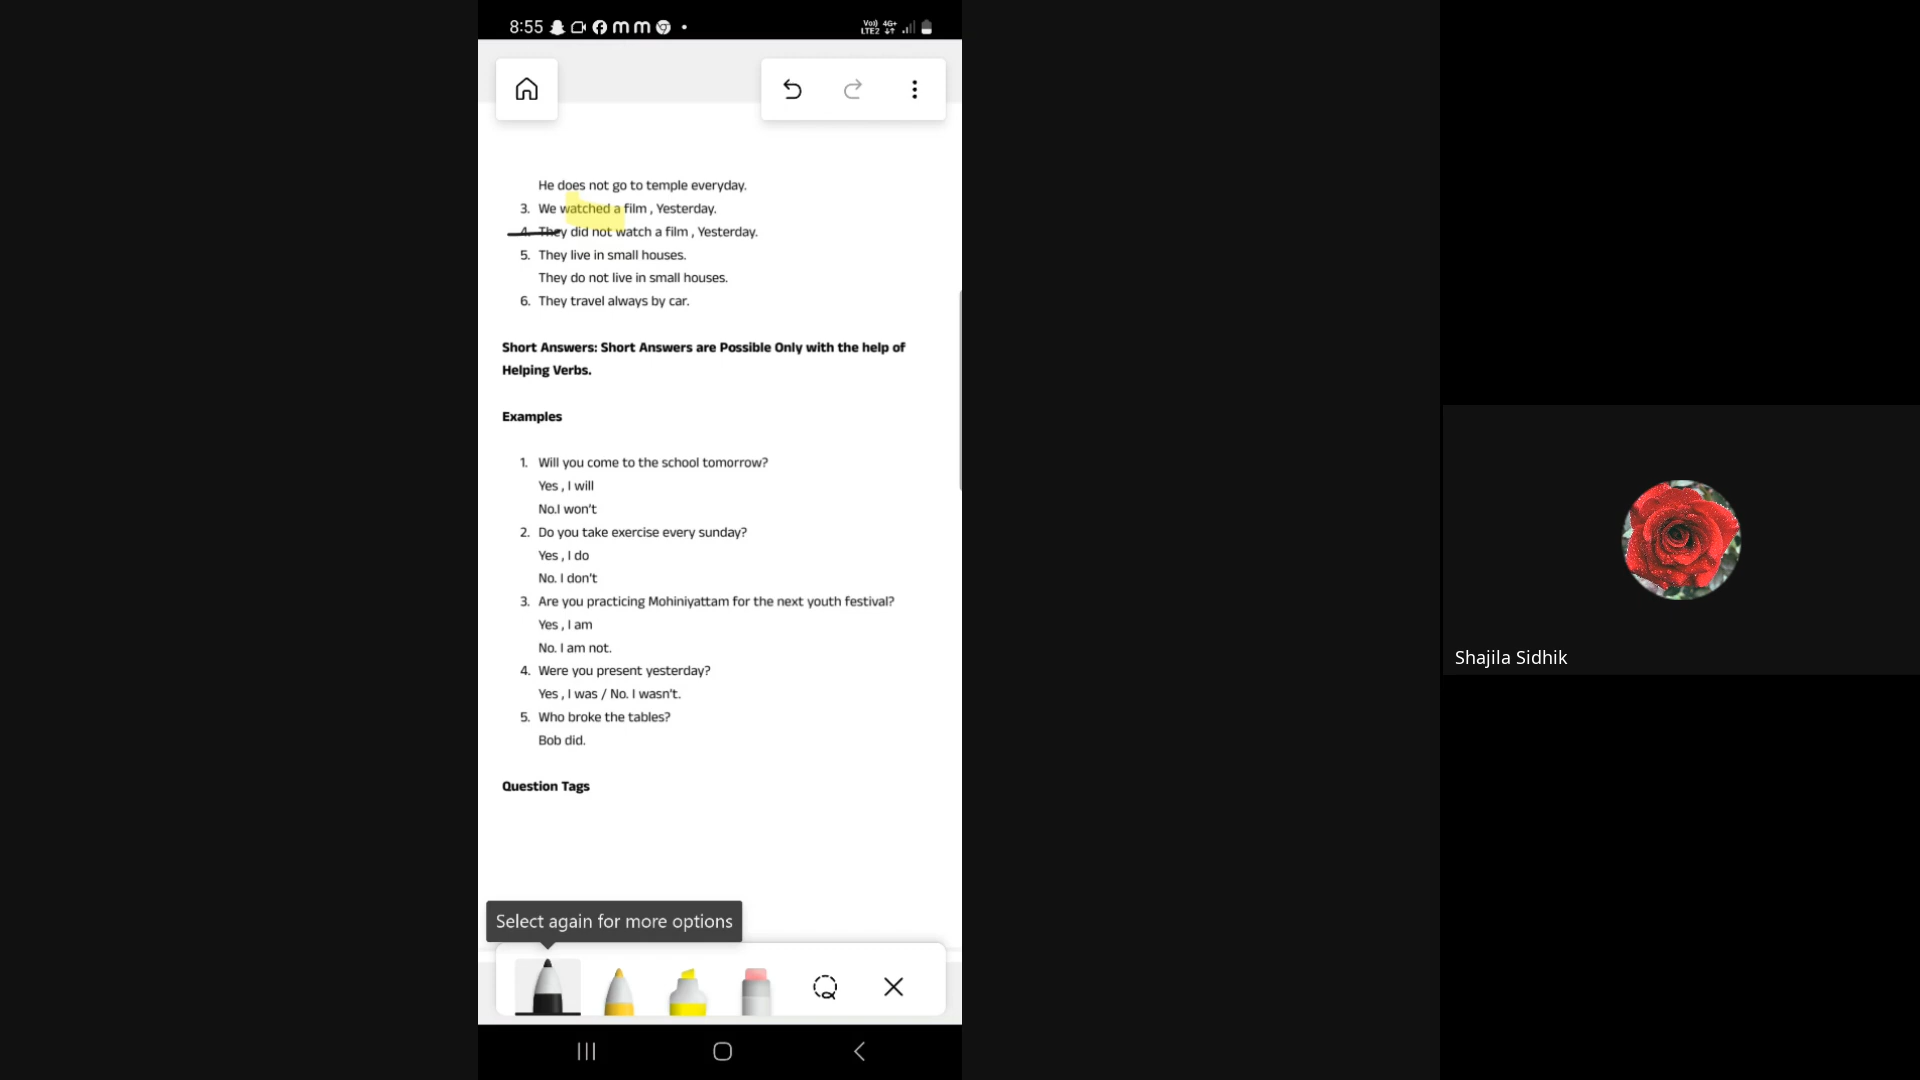 8:55
Vo)) 4G+
LTE2
He does not go to temple everyday.
3. We watched a film , Yesterday.
4. They did not watch a film , Yesterday.
5. They live in small houses.
They do not live in small houses.
6. They travel always by car.
Short Answers: Short Answers are Possible Only with the help of
Helping Verbs.
Examples
1. Will you come to the school tomorrow?
Yes , I will
No.I won't
2. Do you take exercise every sunday?
Yes , I do
No. I don't
3. Are you practicing Mohiniyattam for the next youth festival?
Yes , I am
No. I am not.
4. Were you present yesterday?
Yes , I was / No. I wasn't.
5. Who broke the tables?
Bob did.
Question Tags
Select again for more options
Shajila Sidhik